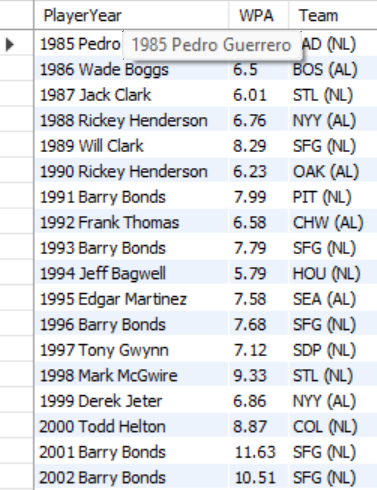 PlayerYear WPA Team
1985 Pedro 1985 Pedro Guerrero AD (NL)
1986 Wade Boggs 6.5 BOS (AL)
1987 Jack Clark 6.01 STL (NL)
1988 Rickey Henderson 6.76 NYY (AL)
1989 Will Clark 8.29 SFG (NL)
1990 Rickey Henderson 6.23 OAK (AL)
1991 Barry Bonds 7.99 PIT (NL)
1992 Frank Thomas 6.58 CHW (AL)
1993 Barry Bonds 7.79 SFG (NL)
1994 Jeff Bagwell 5.79 HOU (NL)
1995 Edgar Martinez 7.58 SEA (AL)
1996 Barry Bonds 7.68 SFG (NL)
1997 Tony Gwynn 7.12 SDP (NL)
1998 Mark McGwire 9.33 STL (NL)
1999 Derek Jeter 6.86 NYY (AL)
2000 Todd Helton 8.87 COL (NL)
2001 Barry Bonds 11.63 SFG (NL)
2002 Barry Bonds 10.51 SFG (NL)